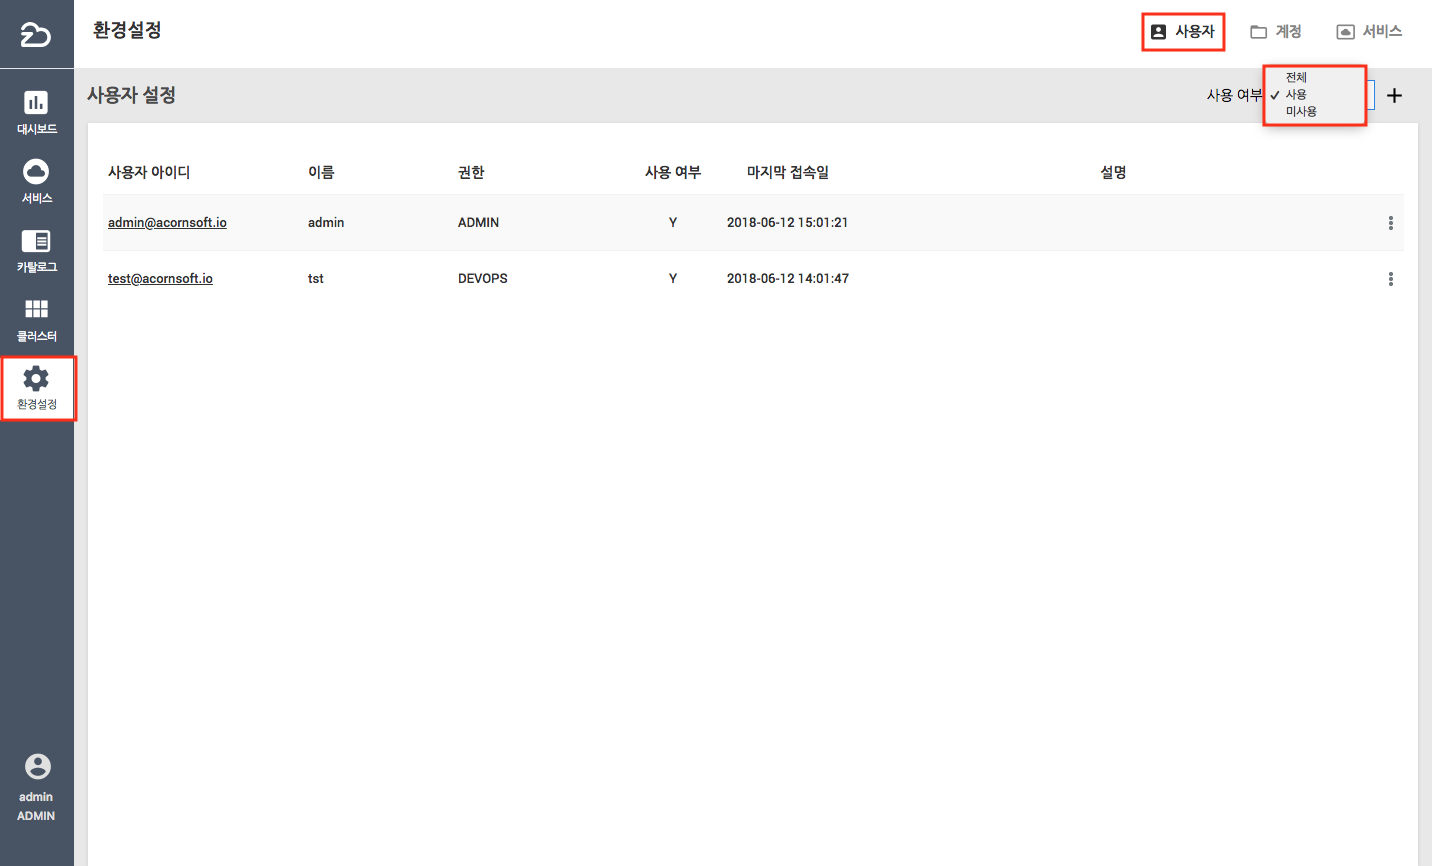 환경설정
사용자
계정
서비스
사용자 설정
사용 여부
전체
✓ 사용
미사용
대시보드
서비스
카탈로그
클러스터
환경설정
사용자 아이디 이름 권한 사용 여부 마지막 접속일 설명
admin@acornsoft.io admin ADMIN Y 2018-06-12 15:01:21
test@acornsoft.io tst DEVOPS Y 2018-06-12 14:01:47
admin
ADMIN